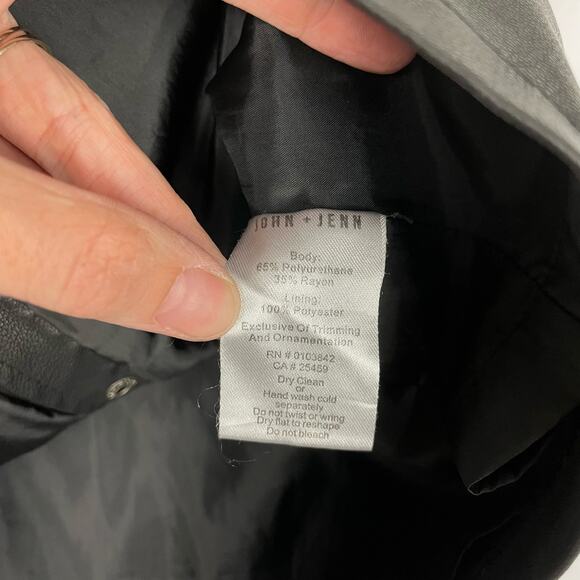 JOHN + JENN
Body:
65% Polyurethane
35% Rayon
Lining:
100% Polyester
Exclusive Of Trimming
And Ornamentation
RN # 0103842
CA # 25459
Dry Clean
or
Hand wash cold
separately
Do not twist or wring
Dry flat to reshape
Do not bleach